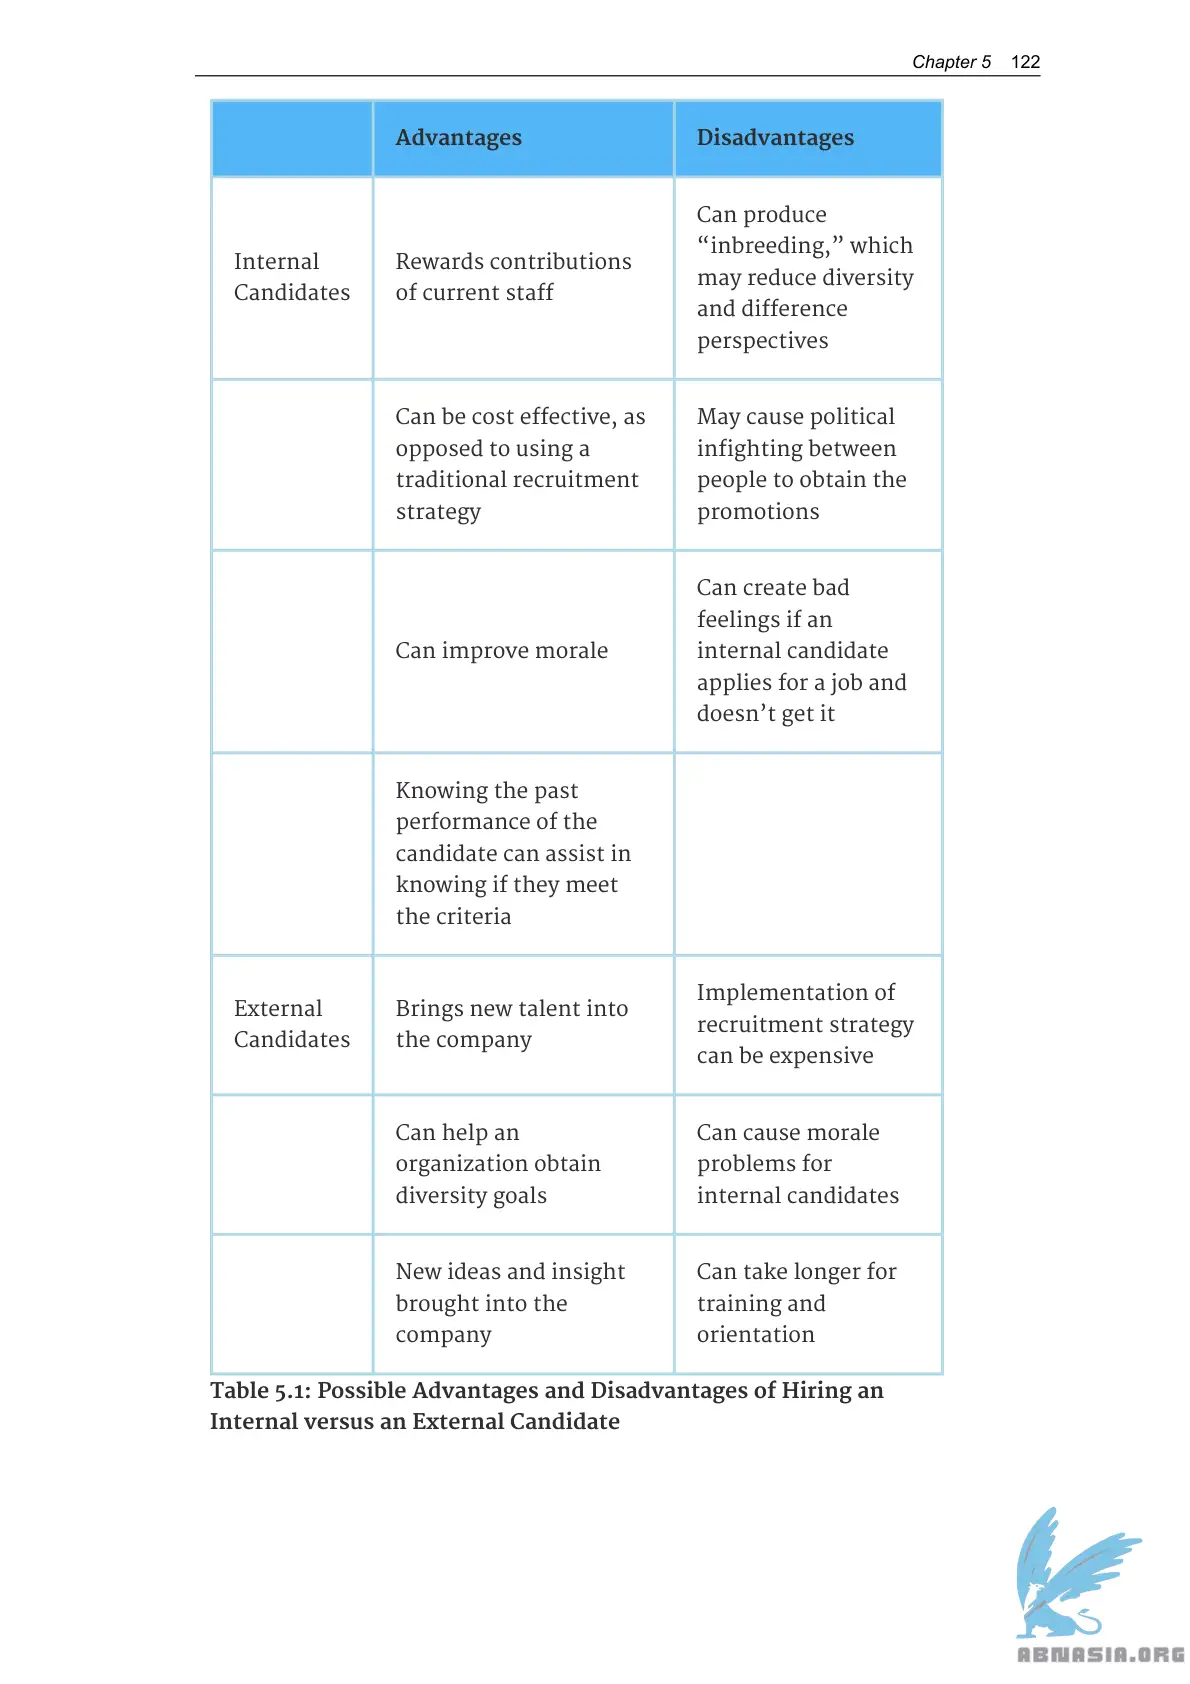 Chapter 5 122
Advantages
Disadvantages
Internal
Candidates
Rewards contributions
of current staff
Can produce
“inbreeding,” which
may reduce diversity
and difference
perspectives
Can be cost effective, as
opposed to using a
traditional recruitment
strategy
May cause political
infighting between
people to obtain the
promotions
Can improve morale
Can create bad
feelings if an
internal candidate
applies for a job and
doesn’t get it
Knowing the past
performance of the
candidate can assist in
knowing if they meet
the criteria
External
Candidates
Brings new talent into
the company
Implementation of
recruitment strategy
can be expensive
Can help an
organization obtain
diversity goals
Can cause morale
problems for
internal candidates
New ideas and insight
brought into the
company
Can take longer for
training and
orientation
Table 5.1: Possible Advantages and Disadvantages of Hiring an
Internal versus an External Candidate
ABNASIA.ORG